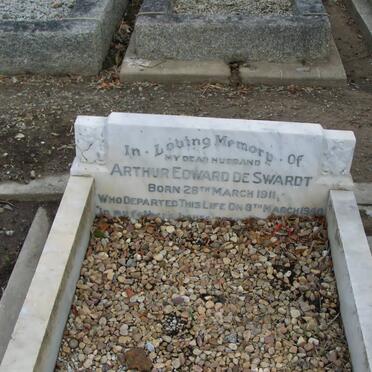 In Loving Memory Of
MY DEAR HUSBAND
ARTHUR EDWARD DE SWARDT
BORN 28TH MARCH 1911,
WHO DEPARTED THIS LIFE ON 8TH MARCH 1940